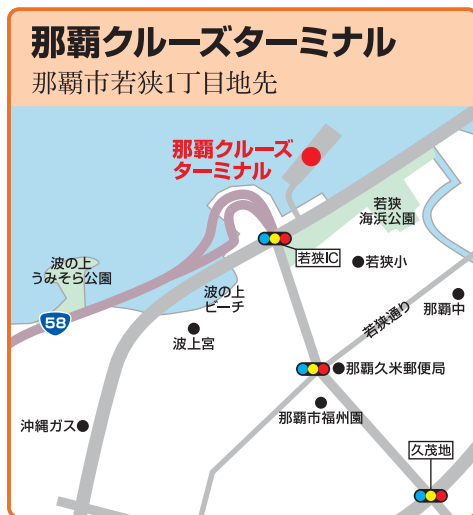 那覇クルーズターミナル
那覇市若狭1丁目地先
那覇クルーズ
ターミナル
若狭
海浜公園
若狭IC
若狭小
波の上
うみそら公園
波の上
ビーチ
那覇中
若狭通り
58
波上宮
那覇久米郵便局
那覇市福州園
沖縄ガス
久茂地